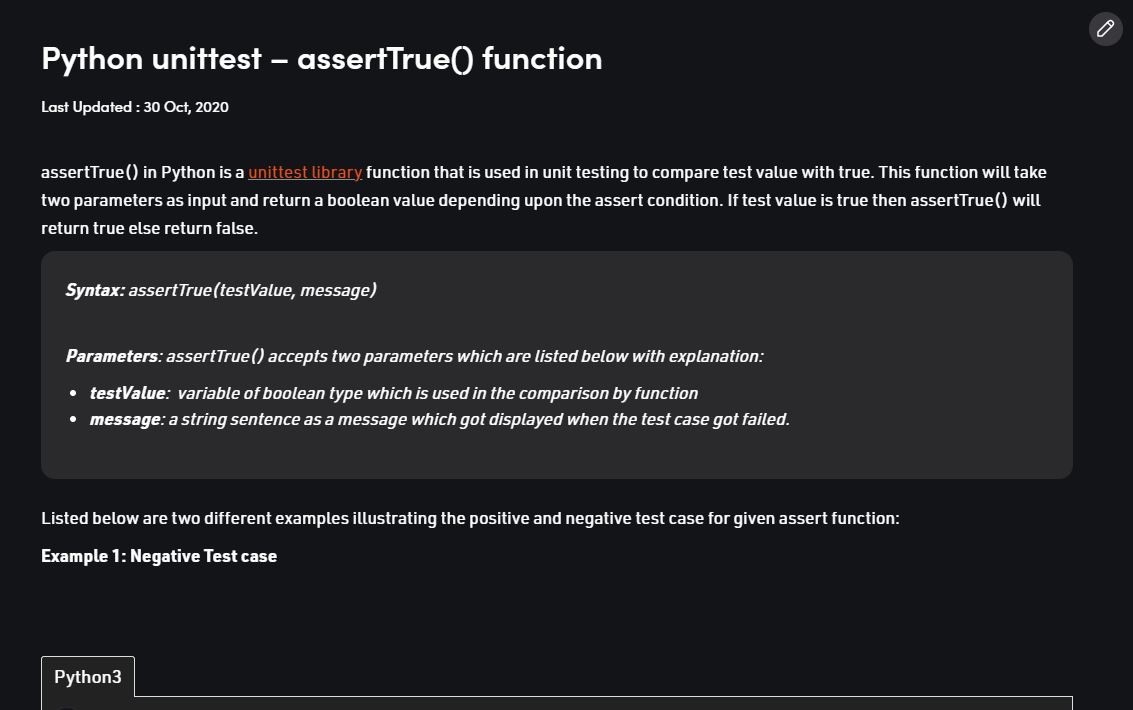 Python unittest – assertTrue() function
Last Updated : 30 Oct, 2020
assertTrue() in Python is a unittest library function that is used in unit testing to compare test value with true. This function will take
two parameters as input and return a boolean value depending upon the assert condition. If test value is true then assertTrue() will
return true else return false.
Syntax: assertTrue(testValue, message)
Parameters: assertTrue() accepts two parameters which are listed below with explanation:
• testValue:  variable of boolean type which is used in the comparison by function
• message: a string sentence as a message which got displayed when the test case got failed.
Listed below are two different examples illustrating the positive and negative test case for given assert function:
Example 1: Negative Test case
Python3